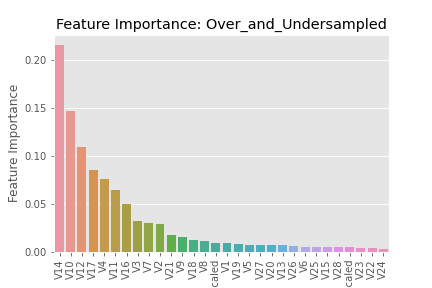 Feature Importance: Over_and_Undersampled
Feature Importance
0.20
0.15
0.10
0.05
0.00
V14
V10
V12
V17
V4
V11
V16
V3
V7
V2
V21
V9
V18
V8
caled
V1
V19
V5
V27
V20
V13
V26
V6
V25
V15
V28
caled
V23
V22
V24